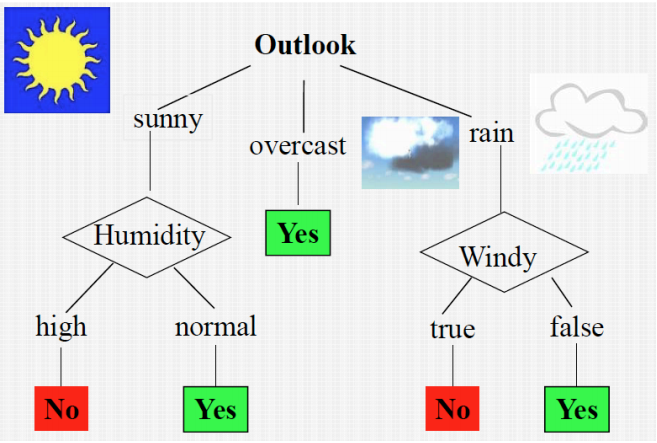 Outlook
sunny
overcast
rain
Humidity
Yes
Windy
high
normal
true
false
No
Yes
No
Yes